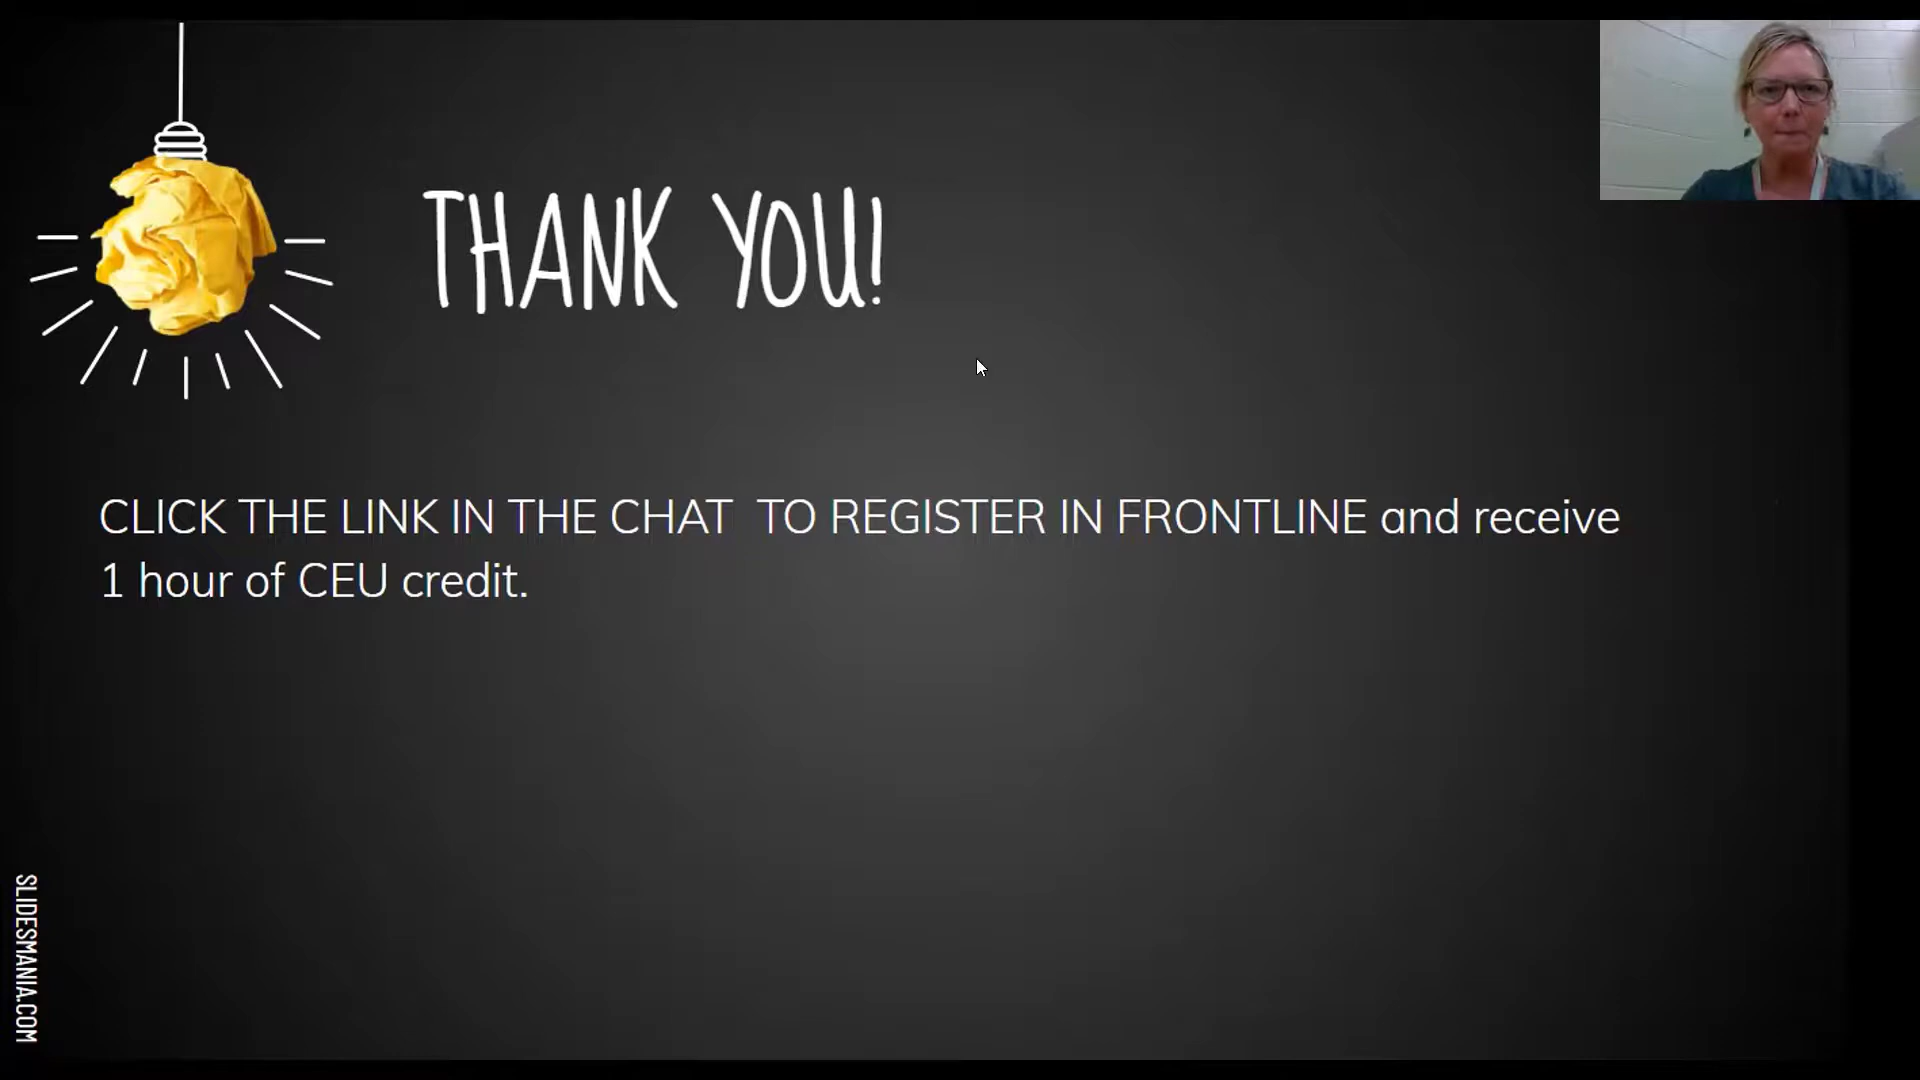 THANK YOU!
CLICK THE LINK IN THE CHAT  TO REGISTER IN FRONTLINE and receive
1 hour of CEU credit.
SLIDESMANIA.COM